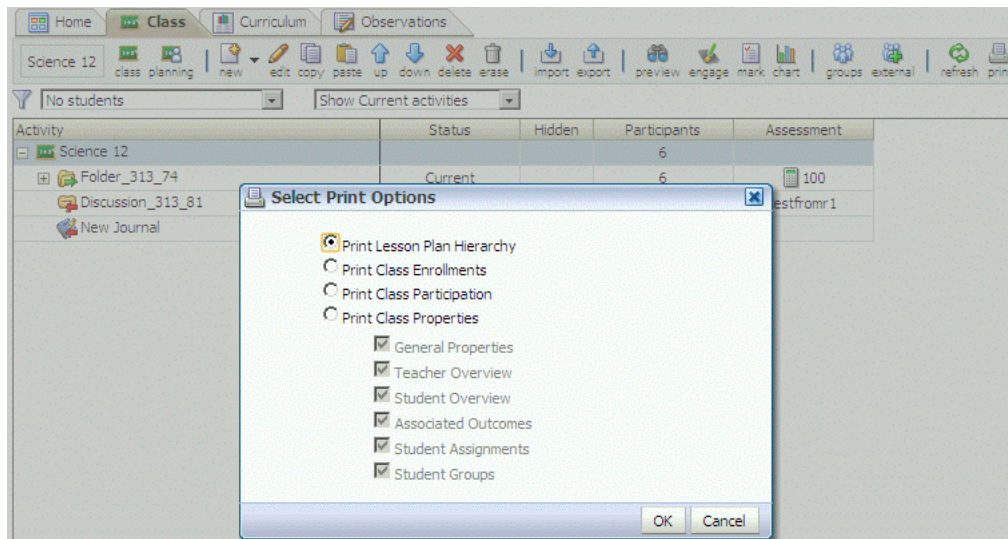 Home Class Curriculum Observations
Science 12 class planning new edit copy paste up down delete erase import export preview engage mark chart groups external refresh print
No students Show Current activities
Activity Status Hidden Participants Assessment
Science 12 6
Folder_313_74 Current 6 100
Discussion_313_81 estfromr1
New Journal
Select Print Options
Print Lesson Plan Hierarchy
Print Class Enrollments
Print Class Participation
Print Class Properties
General Properties
Teacher Overview
Student Overview
Associated Outcomes
Student Assignments
Student Groups
OK Cancel